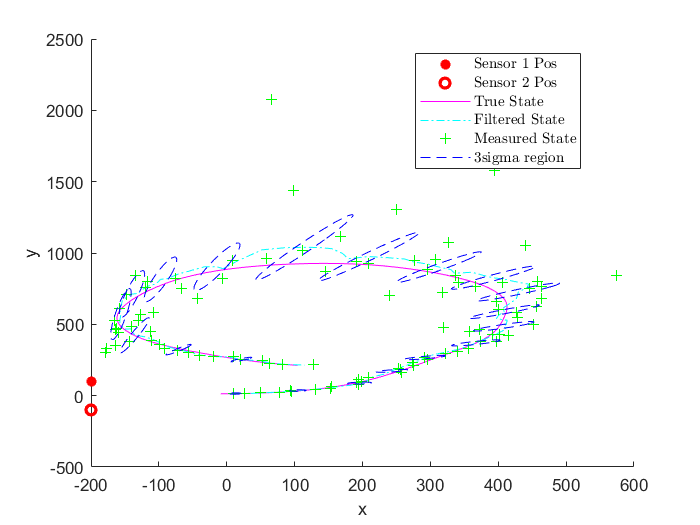 2500
Sensor 1 Pos
Sensor 2 Pos
True State
Filtered State
Measured State
3sigma region
2000
1500
1000
y
500
0
-500
-200 -100 0 100 200 300 400 500 600
x